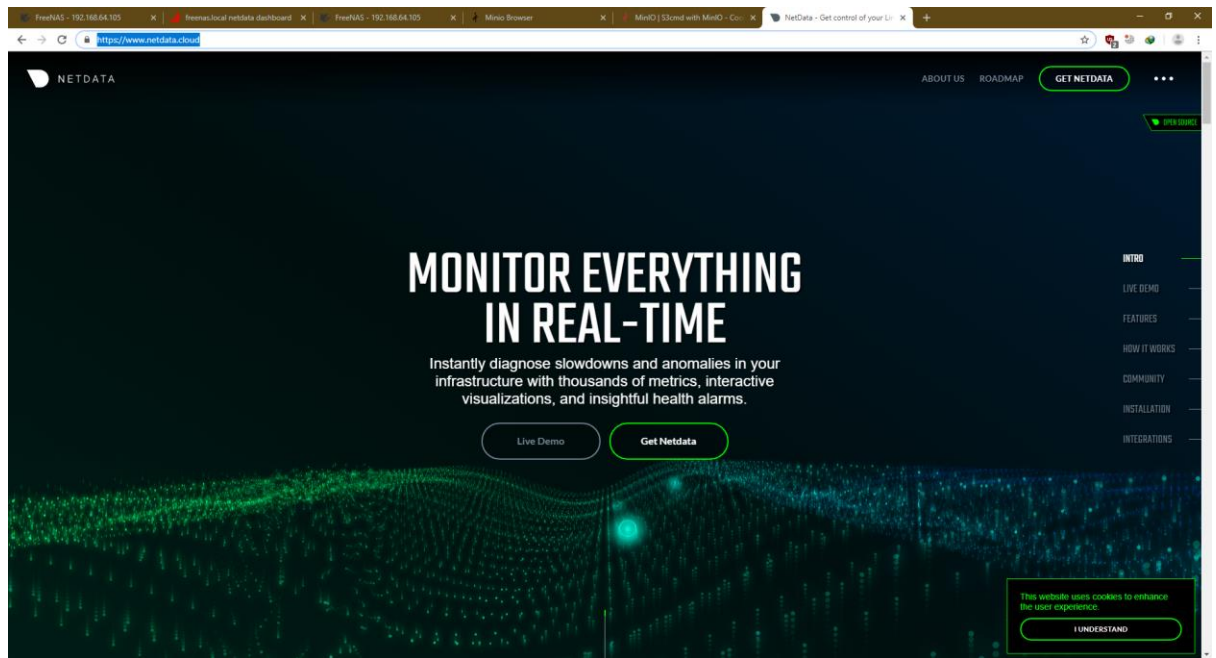 FreeNAS - 192.168.64.105
freenas.local netdata dashboard
FreeNAS - 192.168.64.105
Minio Browser
MinIO | S3cmd with MinIO - Co
NetData - Get control of your Li
https://www.netdata.cloud
NETDATA
ABOUT US
ROADMAP
GET NETDATA
OPEN SOURCE
MONITOR EVERYTHING
IN REAL-TIME
Instantly diagnose slowdowns and anomalies in your
infrastructure with thousands of metrics, interactive
visualizations, and insightful health alarms.
Live Demo
Get Netdata
INTRO
LIVE DEMO
FEATURES
HOW IT WORKS
COMMUNITY
INSTALLATION
INTEGRATIONS
This website uses cookies to enhance
the user experience.
I UNDERSTAND